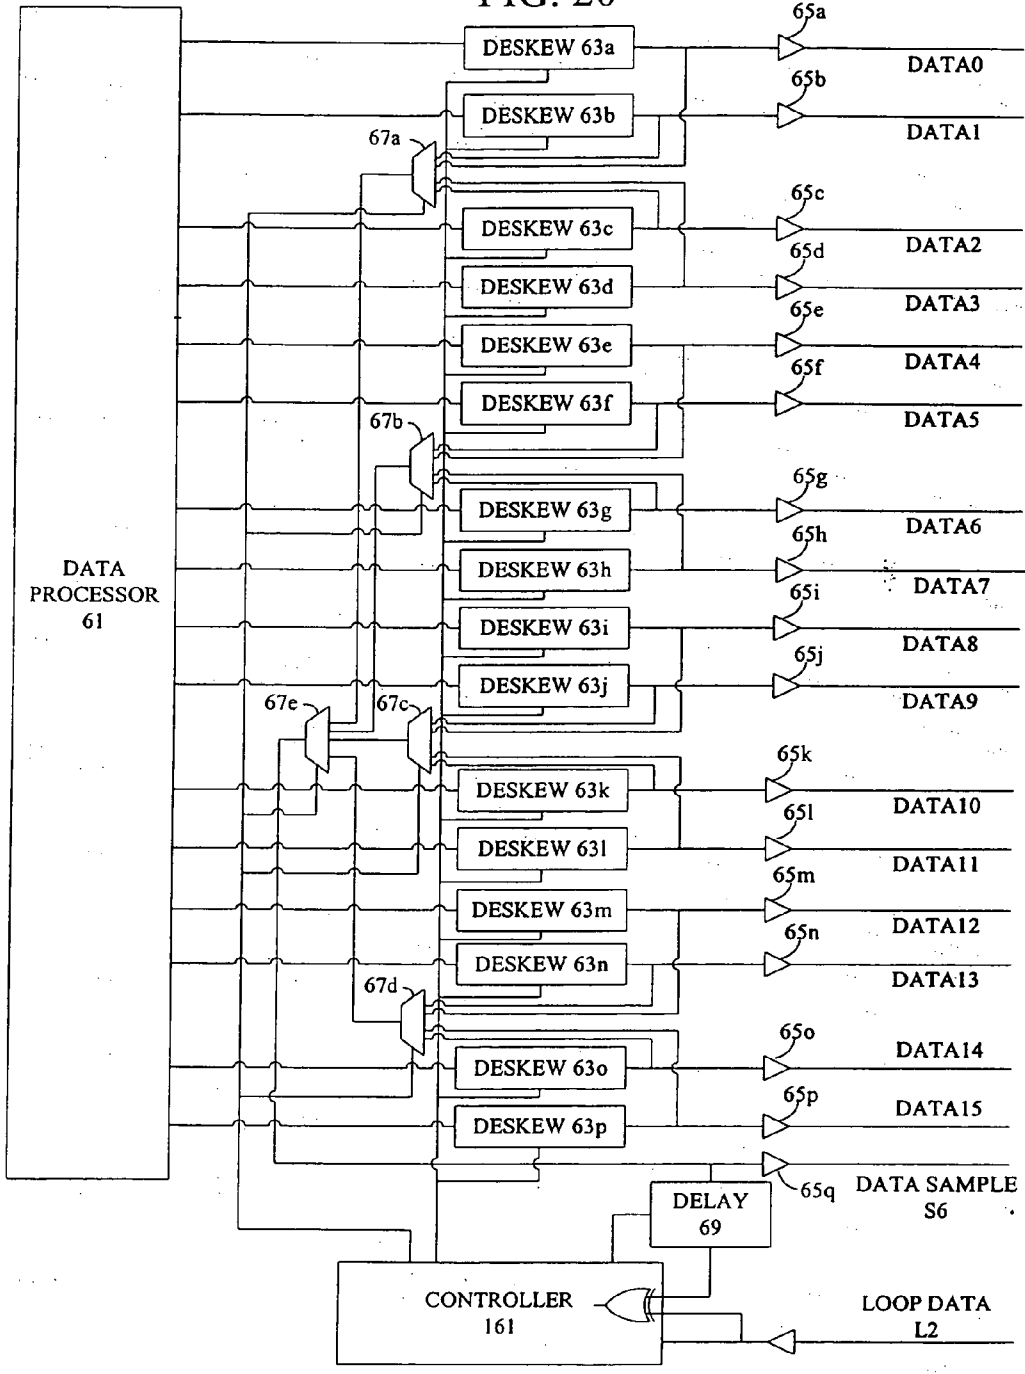 FIG. 20
65a
DESKEW 63a
DATA0
65b
DESKEW 63b
DATA1
67a
65c
DESKEW 63c
DATA2
65d
DESKEW 63d
DATA3
65e
DESKEW 63e
DATA4
65f
DESKEW 63f
DATA5
67b
65g
DESKEW 63g
DATA6
65h
DATA
PROCESSOR
61
DESKEW 63h
DATA7
65i
DESKEW 63i
DATA8
65j
DESKEW 63j
DATA9
67e
67c
65k
DESKEW 63k
DATA10
65l
DESKEW 63l
DATA11
65m
DESKEW 63m
DATA12
65n
DESKEW 63n
DATA13
67d
65o
DATA14
DESKEW 63o
65p
DATA15
DESKEW 63p
65q
DATA SAMPLE
S6
DELAY
69
CONTROLLER
161
LOOP DATA
L2